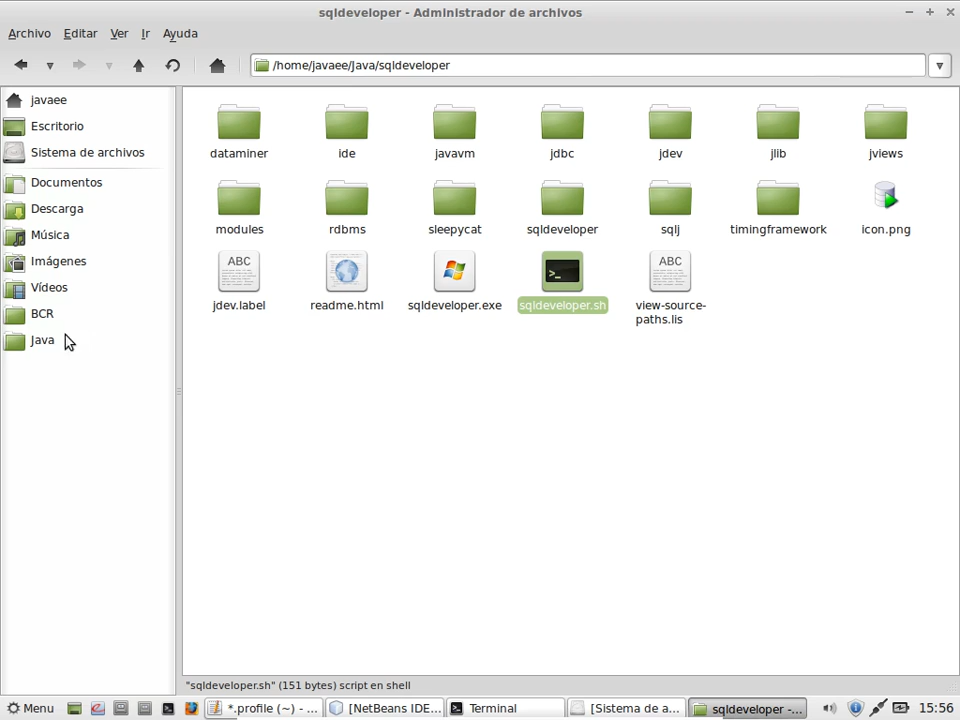 sqldeveloper - Administrador de archivos
Archivo Editar Ver Ir Ayuda
/home/javaee/Java/sqldeveloper
javaee
Escritorio
Sistema de archivos
Documentos
Descarga
Música
Imágenes
Vídeos
BCR
Java
dataminer ide javavm jdbc jdev jlib jviews
modules rdbms sleepycat sqldeveloper sqlj timingframework icon.png
ABC ABC
jdev.label readme.html sqldeveloper.exe sqldeveloper.sh view-source-
paths.lis
"sqldeveloper.sh" (151 bytes) script en shell
Menu *.profile (~) - ... [NetBeans IDE... Terminal [Sistema de a... sqldeveloper -... 15:56